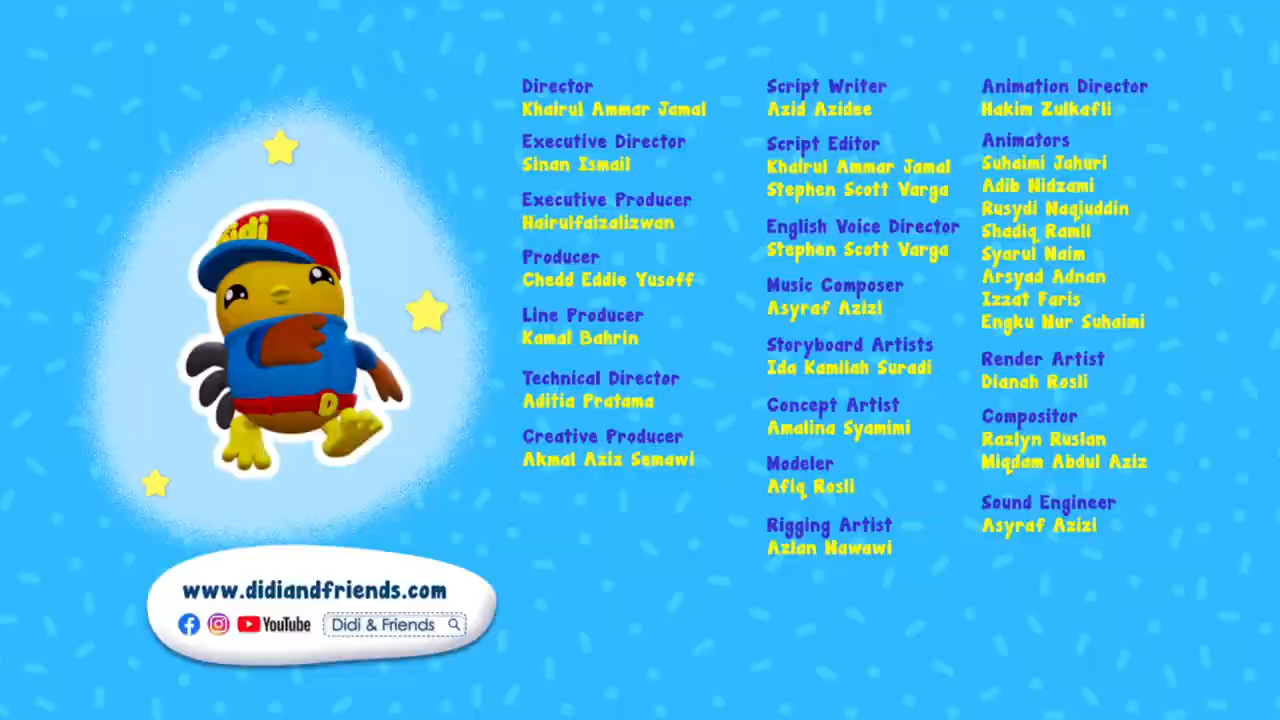 Didi
D
www.didiandfriends.com
YouTube
Didi & Friends
Director
Khairul Ammar Jamal
Executive Director
Sinan Ismail
Executive Producer
Hairulfaizalizwan
Producer
Chedd Eddie Yusoff
Line Producer
Kamal Bahrin
Technical Director
Aditia Pratama
Creative Producer
Akmal Aziz Semawi
Script Writer
Azid Azidee
Script Editor
Khairul Ammar Jamal
Stephen Scott Varga
English Voice Director
Stephen Scott Varga
Music Composer
Asyraf Azizi
Storyboard Artists
Ida Kamilah Suradi
Concept Artist
Amalina Syamimi
Modeler
Afiq Rosli
Rigging Artist
Azlan Nawawi
Animation Director
Hakim Zulkafli
Animators
Suhaimi Jahuri
Adib Nidzami
Rusydi Naqiuddin
Shadiq Ramli
Syarul Naim
Arsyad Adnan
Izzat Faris
Engku Nur Suhaimi
Render Artist
Dianah Rosli
Compositor
Razlyn Ruslan
Miqdam Abdul Aziz
Sound Engineer
Asyraf Azizi